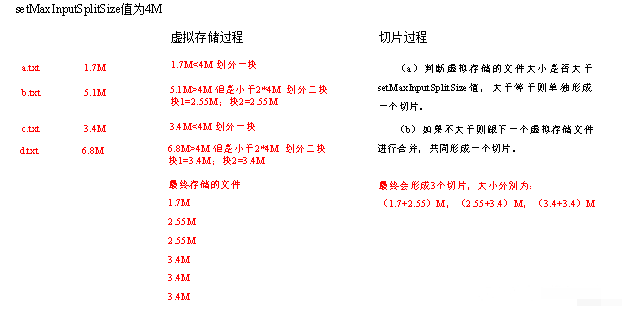 setMaxInputSplitSize值为4M
虚拟存储过程
切片过程
a.txt 1.7M 1.7M<4M 划分一块
b.txt 5.1M 5.1M>4M 但是小于2*4M 划分二块
块1=2.55M；块2=2.55M
c.txt 3.4M 3.4M<4M 划分一块
d.txt 6.8M 6.8M>4M 但是小于2*4M 划分二块
块1=3.4M；块2=3.4M
最终存储的文件
1.7M
2.55M
2.55M
3.4M
3.4M
3.4M
（a）判断虚拟存储的文件大小是否大于
setMaxInputSplitSize值，大于等于则单独形成
一个切片。
（b）如果不大于则跟下一个虚拟存储文件
进行合并，共同形成一个切片。
最终会形成3个切片，大小分别为：
（1.7+2.55）M，（2.55+3.4）M，（3.4+3.4）M